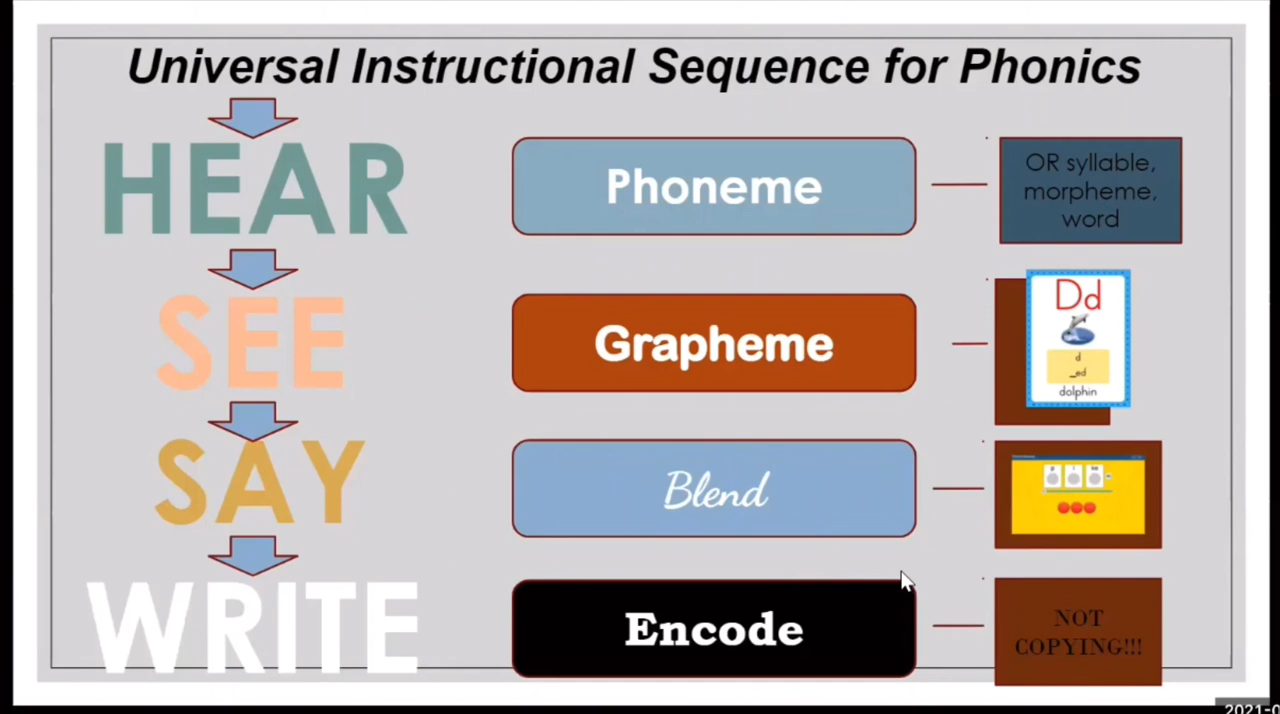 Universal Instructional Sequence for Phonics
HEAR
Phoneme
OR syllable,
morpheme,
word
SEE
Grapheme
Dd
d
_ed
dolphin
SAY
Blend
WRITE
Encode
NOT
COPYING!!!